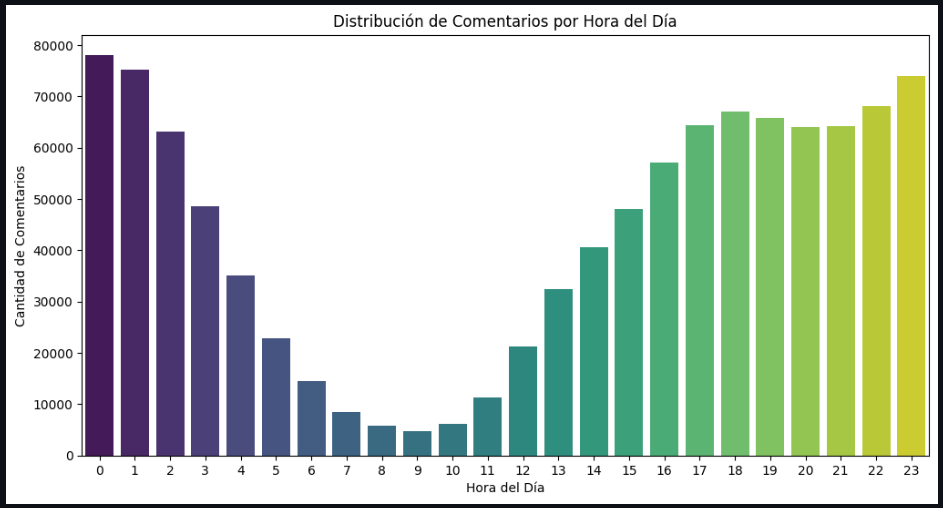 Distribución de Comentarios por Hora del Día
Cantidad de Comentarios
80000
70000
60000
50000
40000
30000
20000
10000
0
0 1 2 3 4 5 6 7 8 9 10 11 12 13 14 15 16 17 18 19 20 21 22 23
Hora del Día